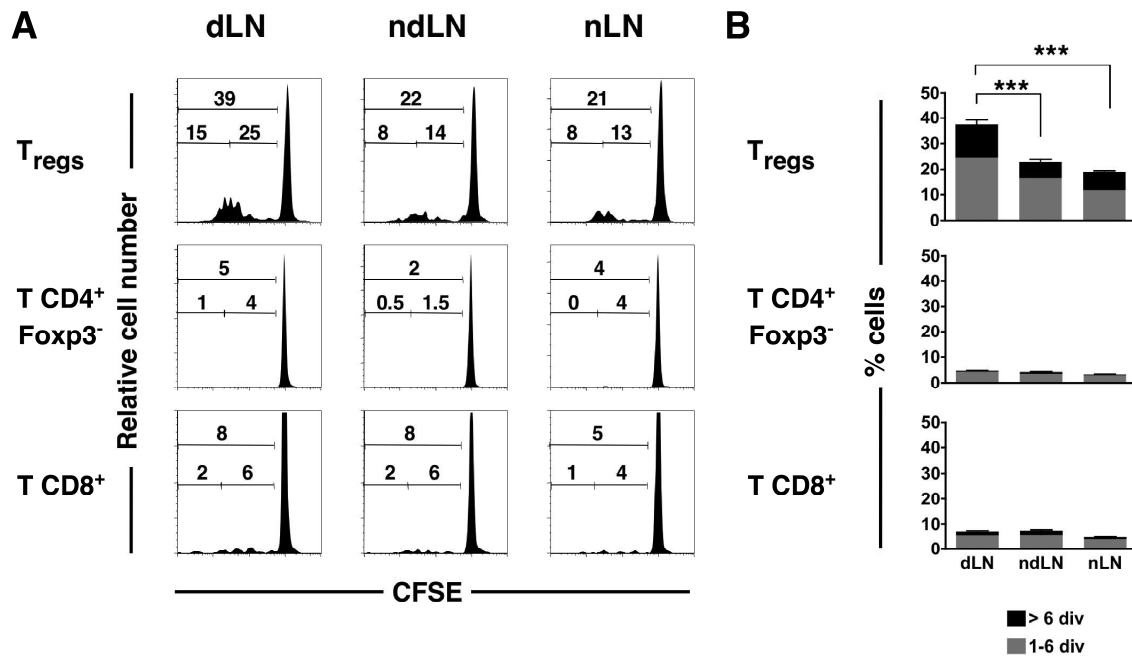 A
B
dLN
ndLN
nLN
T regs
39
15 25
22
8 14
21
8 13
T CD4+
Foxp3-
5
1 4
2
0.5 1.5
4
0 4
T CD8+
8
2 6
8
2 6
5
1 4
Relative cell number
CFSE
***
***
T regs
50
40
30
20
10
0
T CD4+
Foxp3-
50
40
30
20
10
0
T CD8+
50
40
30
20
10
0
% cells
dLN ndLN nLN
> 6 div
1-6 div